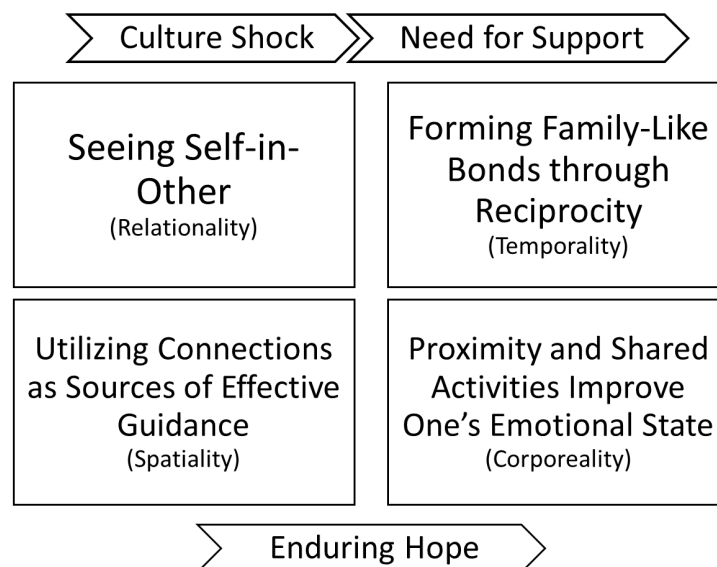 Culture Shock
Need for Support
Seeing Self-in-
Other
(Relationality)
Forming Family-Like
Bonds through
Reciprocity
(Temporality)
Utilizing Connections
as Sources of Effective
Guidance
(Spatiality)
Proximity and Shared
Activities Improve
One's Emotional State
(Corporeality)
Enduring Hope